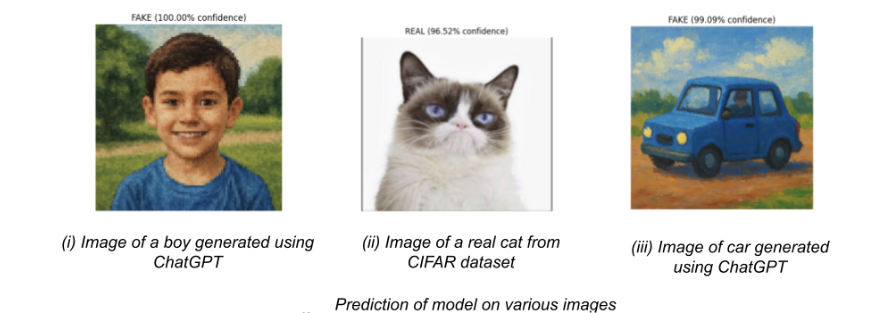 FAKE (100.00% confidence)
REAL (96.52% confidence)
FAKE (99.09% confidence)
(i) Image of a boy generated using
ChatGPT
(ii) Image of a real cat from
CIFAR dataset
(iii) Image of car generated
using ChatGPT
Prediction of model on various images